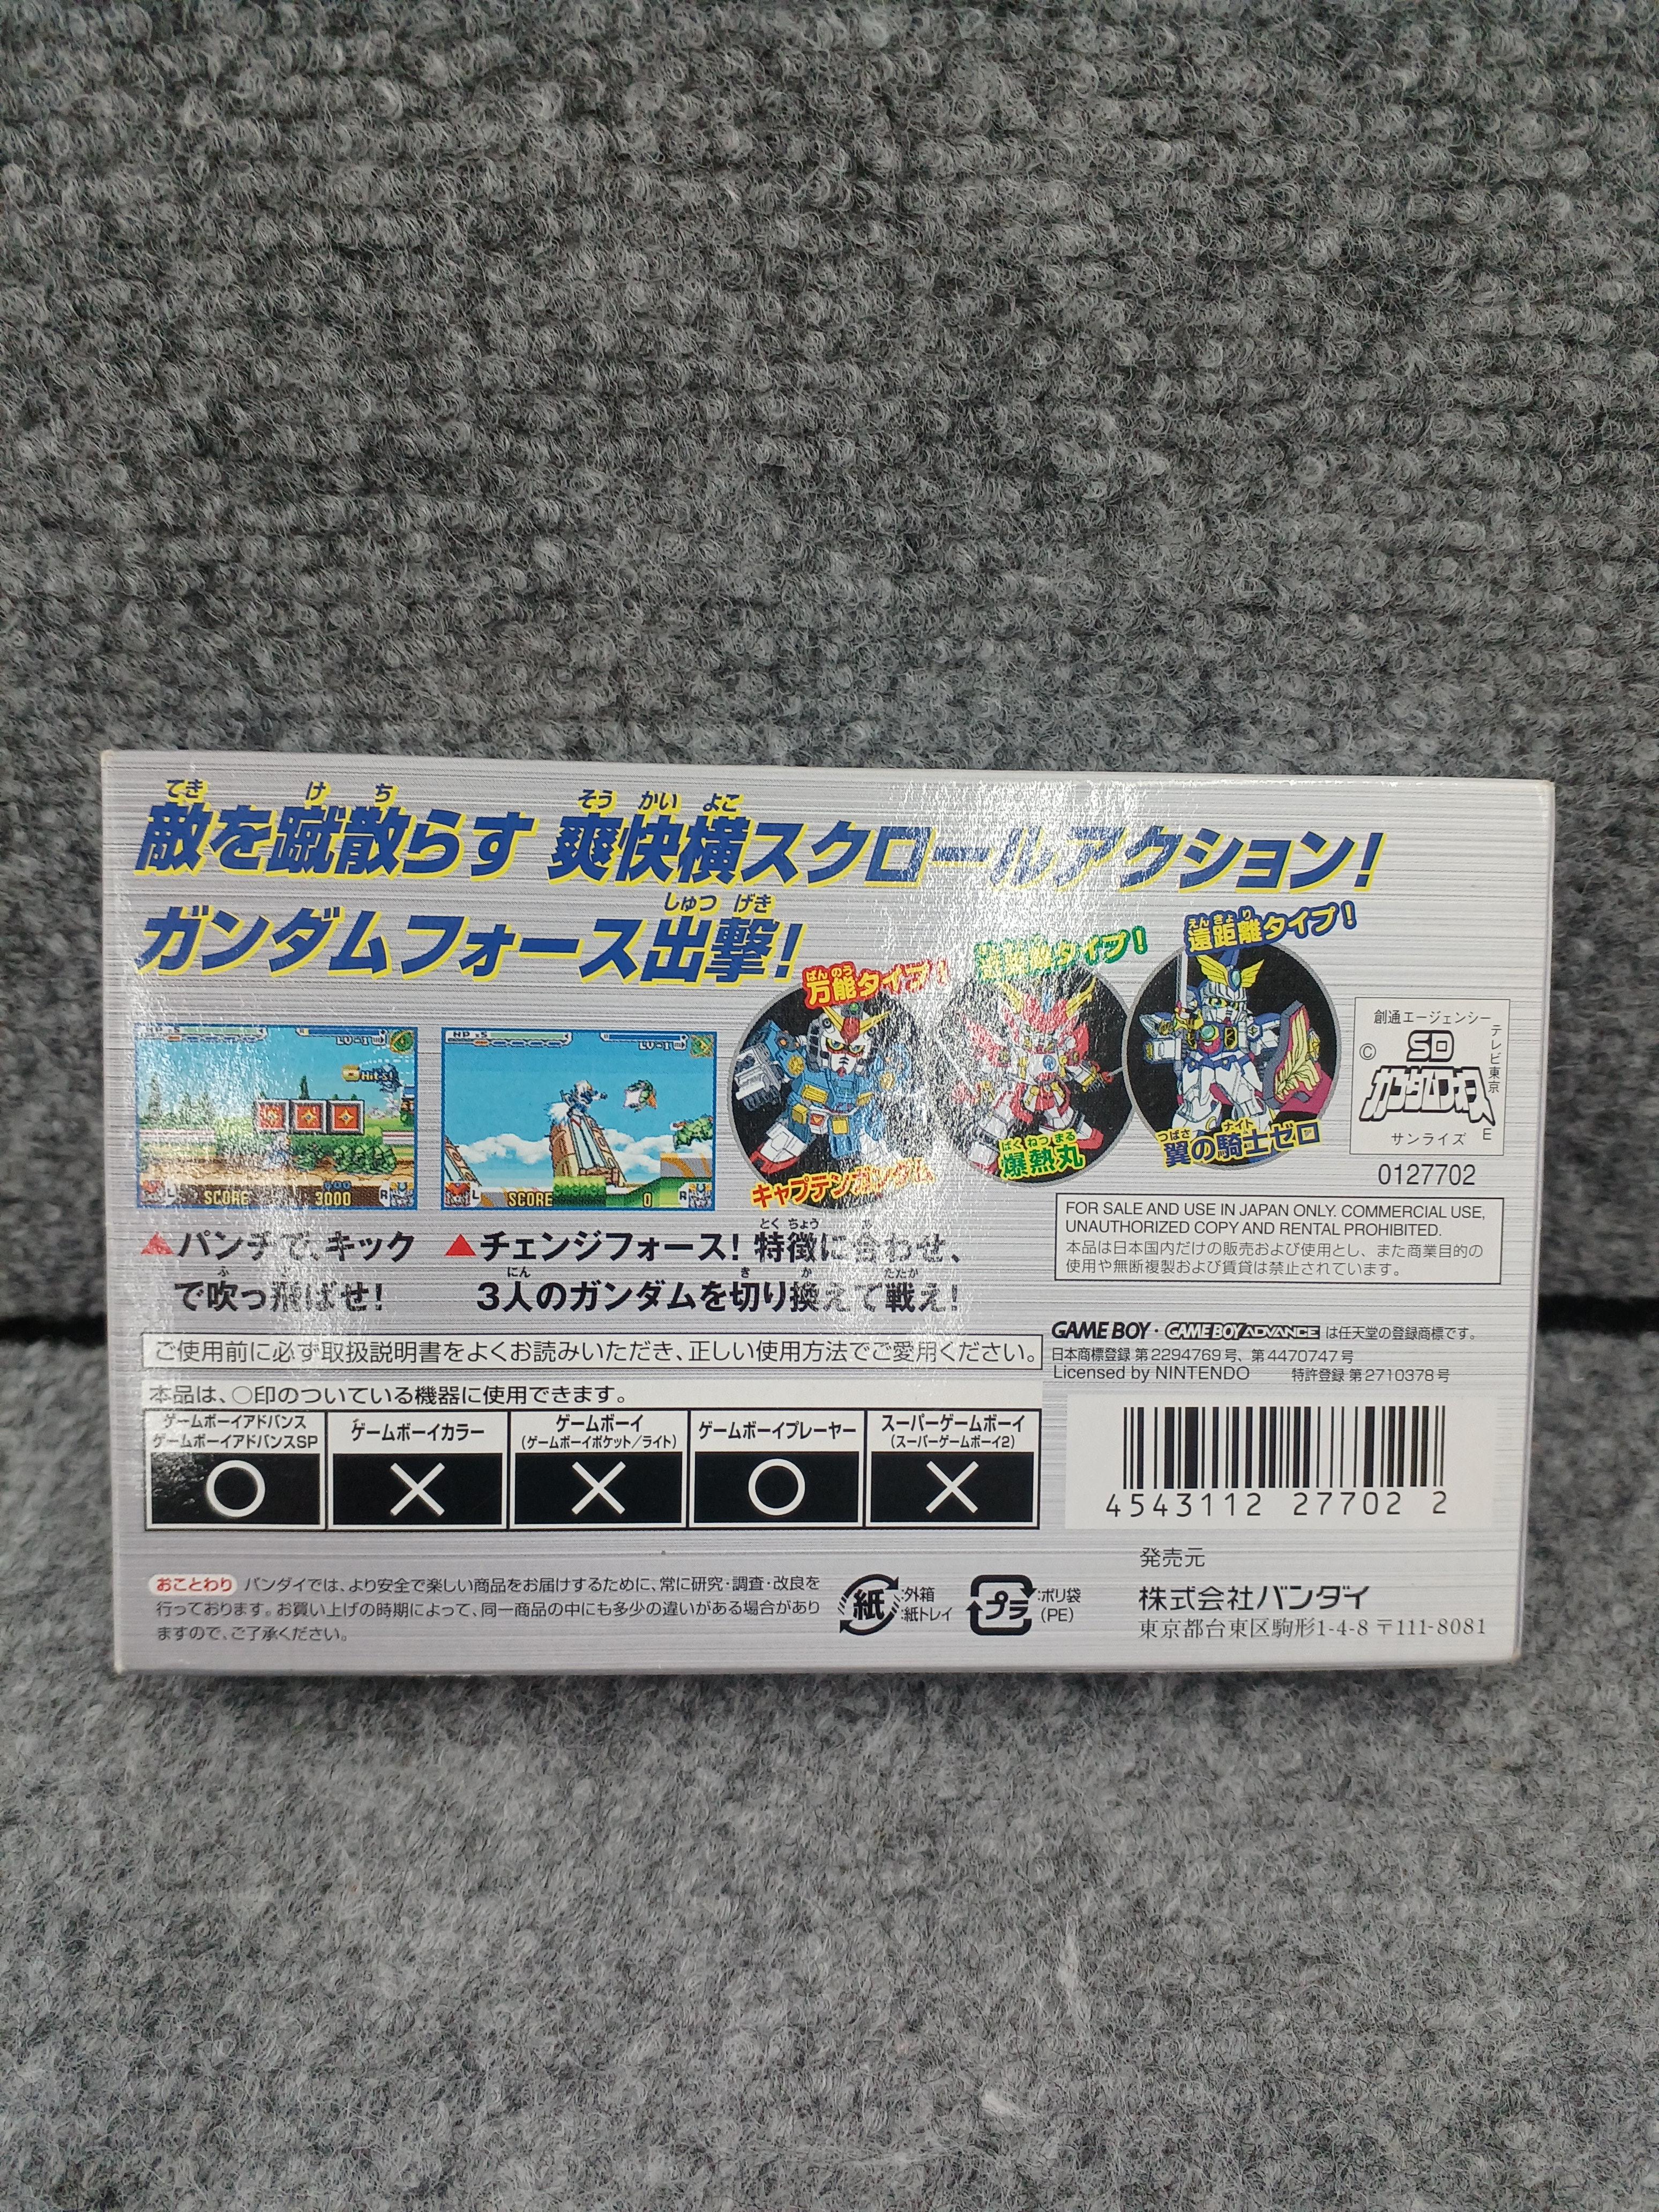 敵を蹴散らす 爽快横スクロールアクション!
ガンダムフォース出撃!
万能タイプ!
タイプ!
遠距離タイプ!
キャプテンガンダム
爆熱丸
翼の騎士ゼロ
HP x5
LV-1
Hits!
SCORE
600
3000
L
R
HP x5
LV-1
L
SCORE
0
R
▲パンチで、キック
で吹っ飛ばせ!
▲チェンジフォース! 特徴に合わせ、
3人のガンダムを切り換えて戦え!
創通エージェンシー
テレビ東京
©
SD
ガンダムフォース
サンライズ
E
0127702
FOR SALE AND USE IN JAPAN ONLY. COMMERCIAL USE,
UNAUTHORIZED COPY AND RENTAL PROHIBITED.
本品は日本国内だけの販売および使用とし、また商業目的の
使用や無断複製および賃貸は禁止されています。
GAME BOY・GAME BOY ADVANCE は任天堂の登録商標です。
日本商標登録 第2294769号、第4470747号
Licensed by NINTENDO 特許登録 第2710378号
ご使用前に必ず取扱説明書をよくお読みいただき、正しい使用方法でご愛用ください。
本品は、○印のついている機器に使用できます。
ゲームボーイアドバンス
ゲームボーイアドバンスSP
○
ゲームボーイカラー
×
ゲームボーイ
(ゲームボーイポケット/ライト)
×
ゲームボーイプレーヤー
○
スーパーゲームボーイ
(スーパーゲームボーイ2)
×
4543112 27702 2
おことわり バンダイでは、より安全で楽しい商品をお届けするために、常に研究・調査・改良を
行っております。お買い上げの時期によって、同一商品の中にも多少の違いがある場合があり
ますので、ご了承ください。
紙
:外箱
:紙トレイ
プラ
:ポリ袋
(PE)
発売元
株式会社バンダイ
東京都台東区駒形1-4-8 〒111-8081